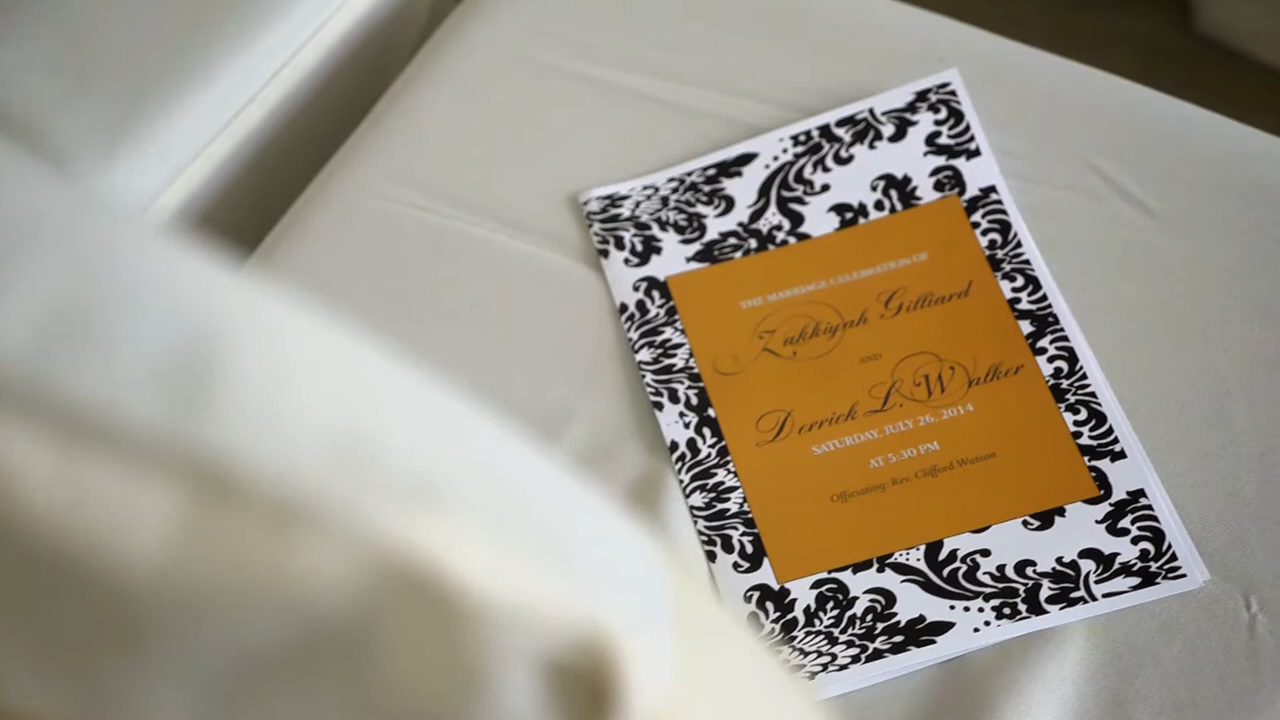 THE MARRIAGE CELEBRATION OF
Zakkiyah Gilliard
AND
Derrick L. Walker
SATURDAY, JULY 26, 2014
AT 5:30 PM
Officiating: Rev. Clifford Watson